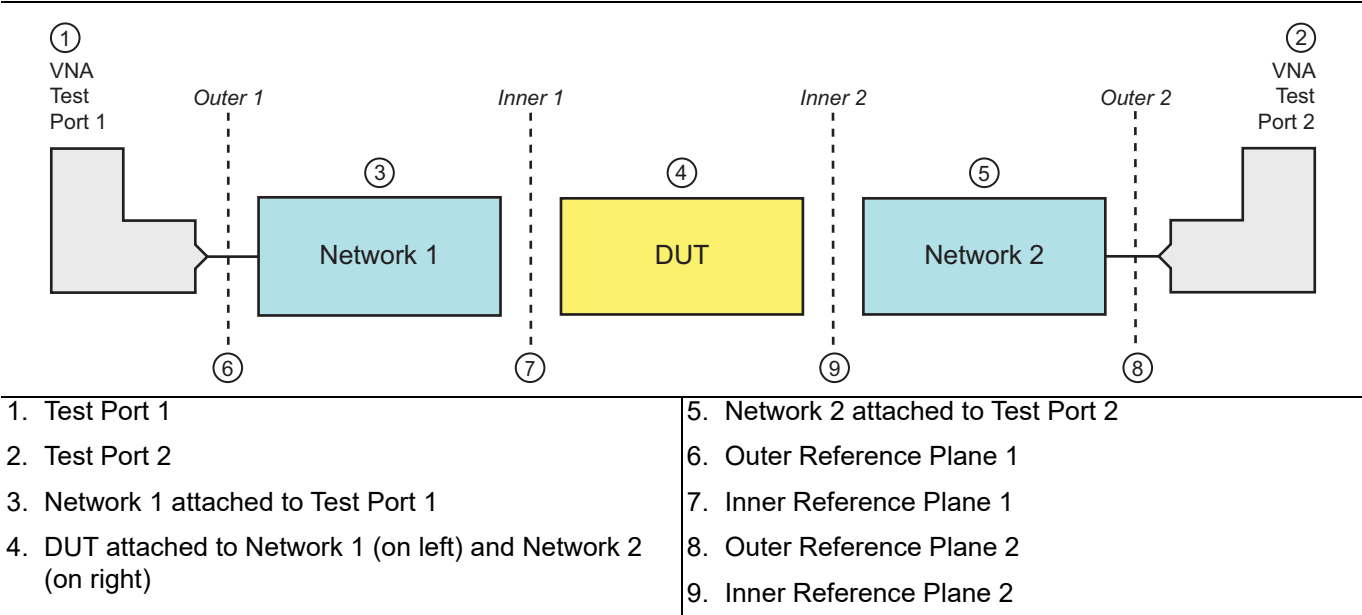 ① ②
VNA VNA
Test Outer 1 Inner 1 Inner 2 Outer 2 Test
Port 1 Port 2
③ ④ ⑤
Network 1 DUT Network 2
⑥ ⑦ ⑨ ⑧
1. Test Port 1
2. Test Port 2
3. Network 1 attached to Test Port 1
4. DUT attached to Network 1 (on left) and Network 2
(on right)
5. Network 2 attached to Test Port 2
6. Outer Reference Plane 1
7. Inner Reference Plane 1
8. Outer Reference Plane 2
9. Inner Reference Plane 2